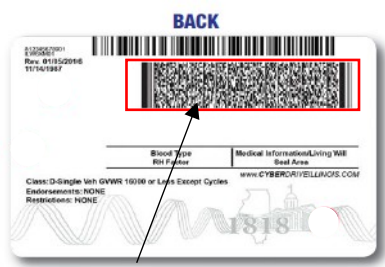 BACK
Rev. 01/15/2016
11/14/1967
Blood Type
RH Factor
Medical Information/Living Will
Seal Area
www.CYBERDRIVEILLINOIS.COM
Class: D-Single Veh GVWR 16000 or Less Except Cycles
Endorsements: NONE
Restrictions: NONE
1818